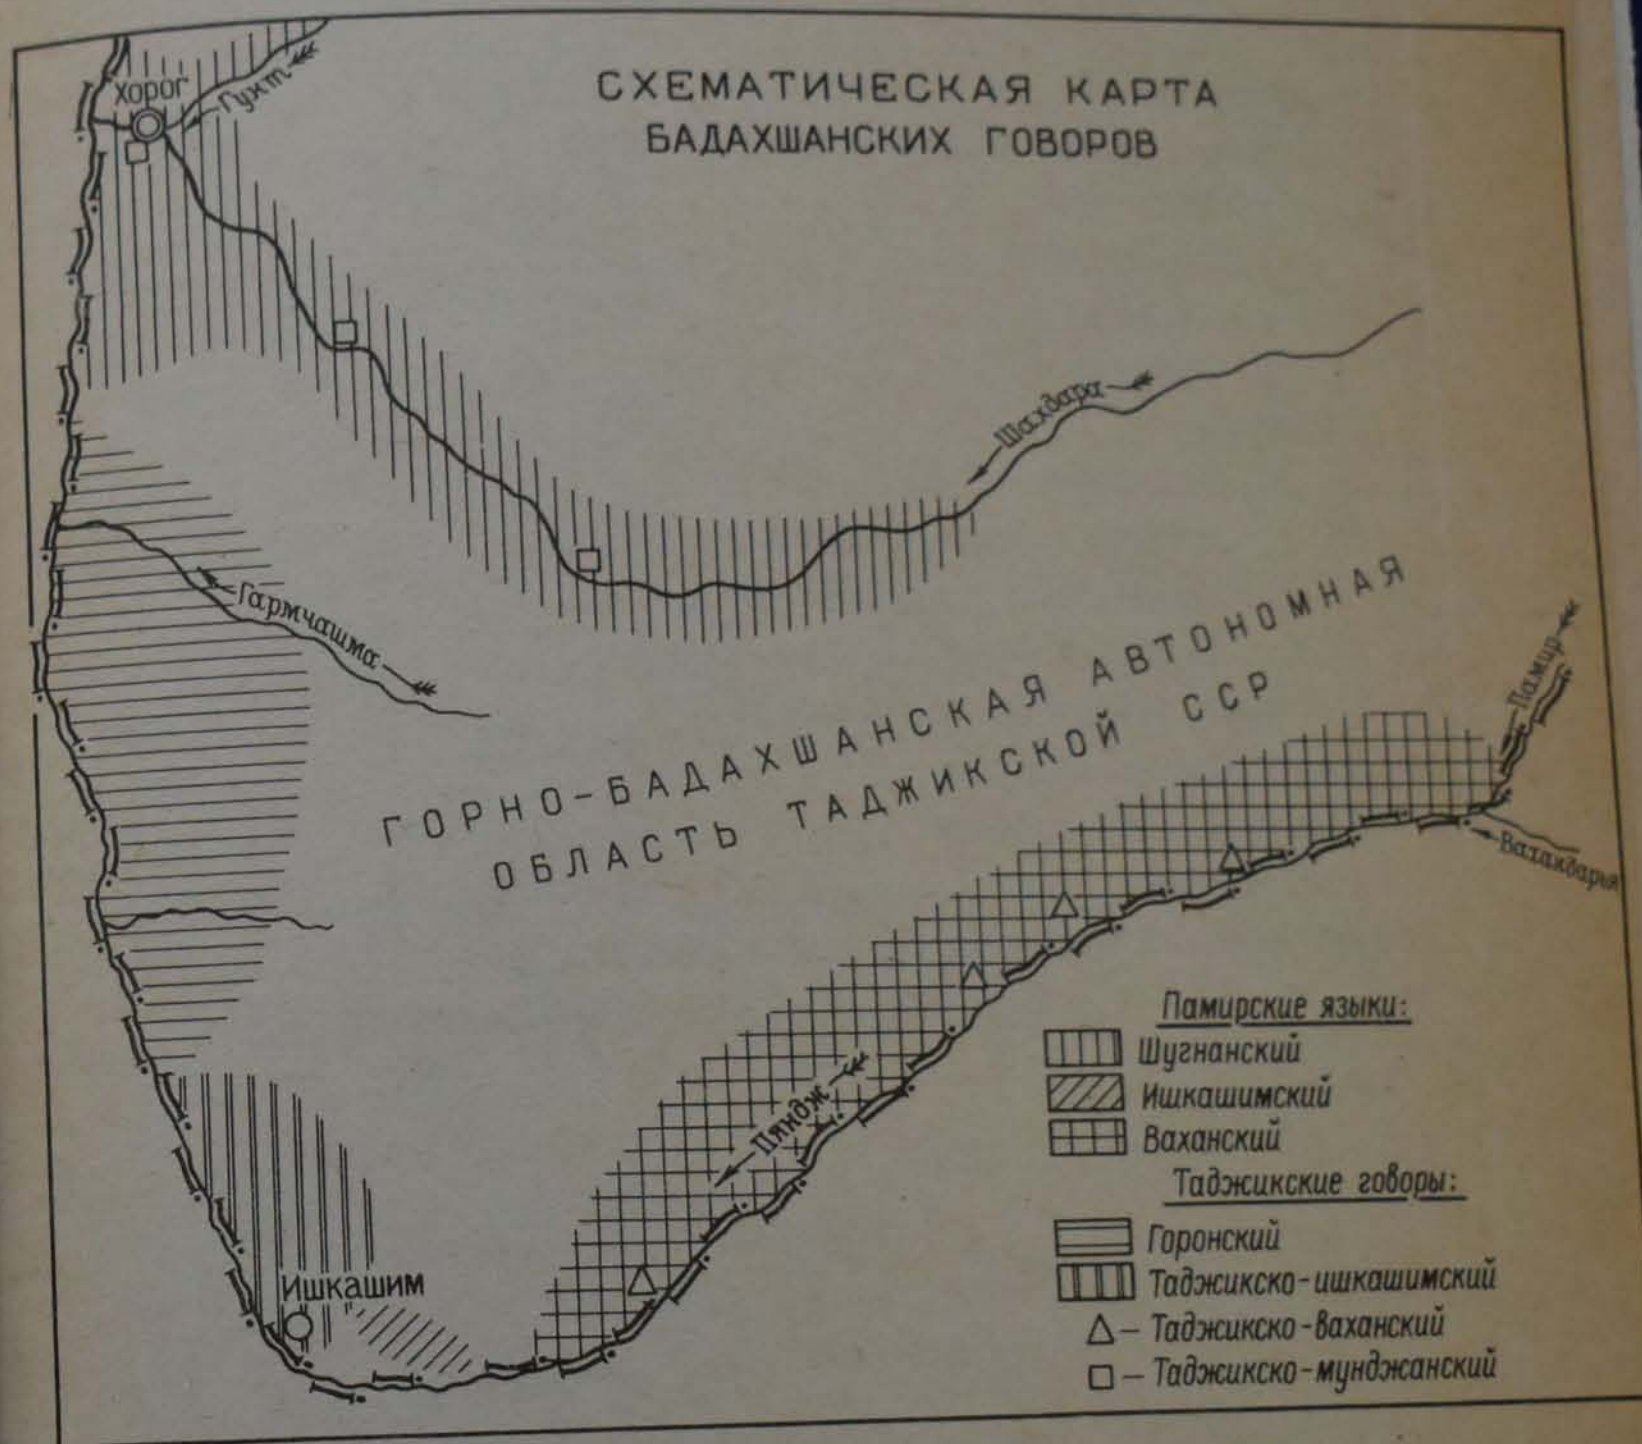 СХЕМАТИЧЕСКАЯ КАРТА
БАДАХШАНСКИХ ГОВОРОВ
Хорог
Гунт
Шахдара
Гармчашма
ГОРНО-БАДАХШАНСКАЯ АВТОНОМНАЯ
ОБЛАСТЬ ТАДЖИКСКОЙ ССР
Памир
Ваханdарья
Пяндж
Ишкашим
Памирские языки:
Шугнанский
Ишкашимский
Ваханский
Таджикские говоры:
Горонский
Таджикско-ишкашимский
△ – Таджикско-ваханский
□ – Таджикско-мунджанский